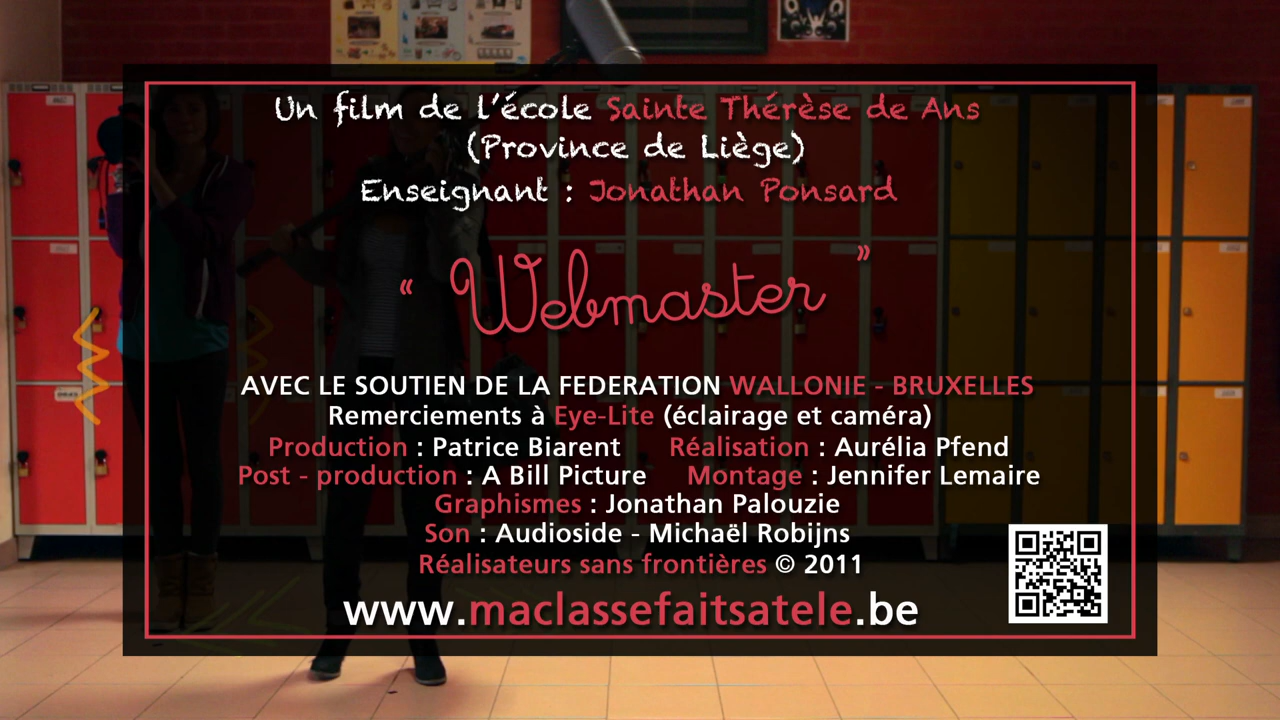 Un film de l'école Sainte Thérèse de Ans
(Province de Liège)
Enseignant : Jonathan Ponsard
“ Webmaster ”
AVEC LE SOUTIEN DE LA FEDERATION WALLONIE - BRUXELLES
Remerciements à Eye-Lite (éclairage et caméra)
Production : Patrice Biarent Réalisation : Aurélia Pfend
Post - production : A Bill Picture Montage : Jennifer Lemaire
Graphismes : Jonathan Palouzie
Son : Audioside - Michaël Robijns
Réalisateurs sans frontières © 2011
www.maclassefaitsatele.be